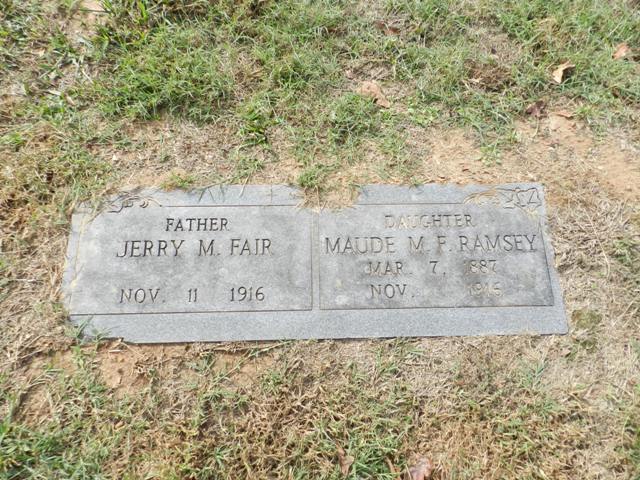 FATHER
JERRY M. FAIR
NOV. 11 1916
DAUGHTER
MAUDE M. F. RAMSEY
MAR. 7, 1887
NOV. 1916